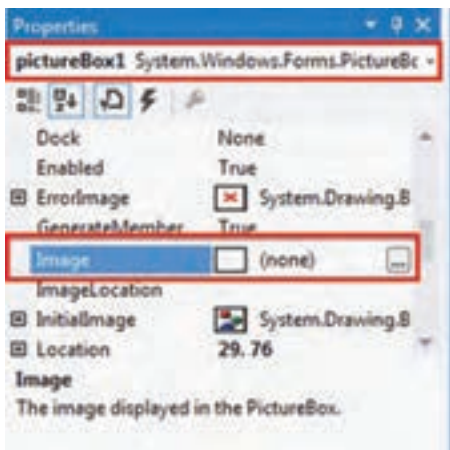 Properties
pictureBox1 System.Windows.Forms.PictureBc
Dock None
Enabled True
ErrorImage System.Drawing.B
GenerateMember True
Image (none) ...
ImageLocation
InitialImage System.Drawing.B
Location 29, 76
Image
The image displayed in the PictureBox.